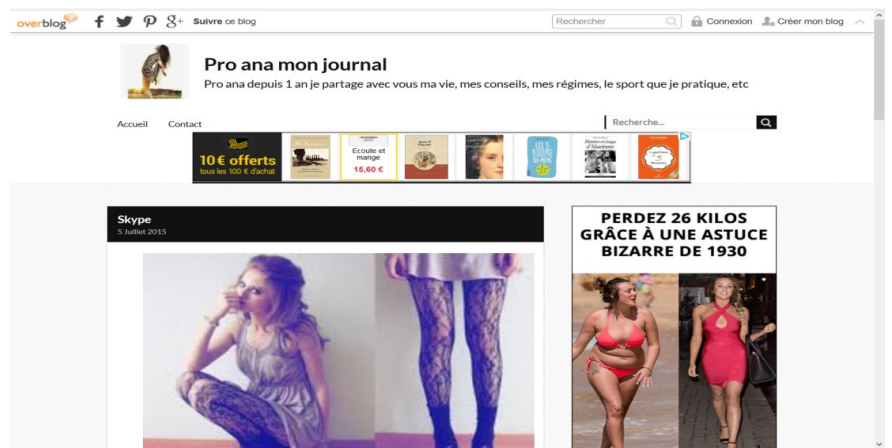 overblog
Suivre ce blog
Rechercher
Connexion
Créer mon blog
Pro ana mon journal
Pro ana depuis 1 an je partage avec vous ma vie, mes conseils, mes régimes, le sport que je pratique, etc
Accueil Contact
Recherche...
10 € offerts
tous les 100 € d'achat
Ecoute et
mange
15,60 €
LES 5
Skype
5 Juillet 2015
PERDEZ 26 KILOS
GRÂCE À UNE ASTUCE
BIZARRE DE 1930